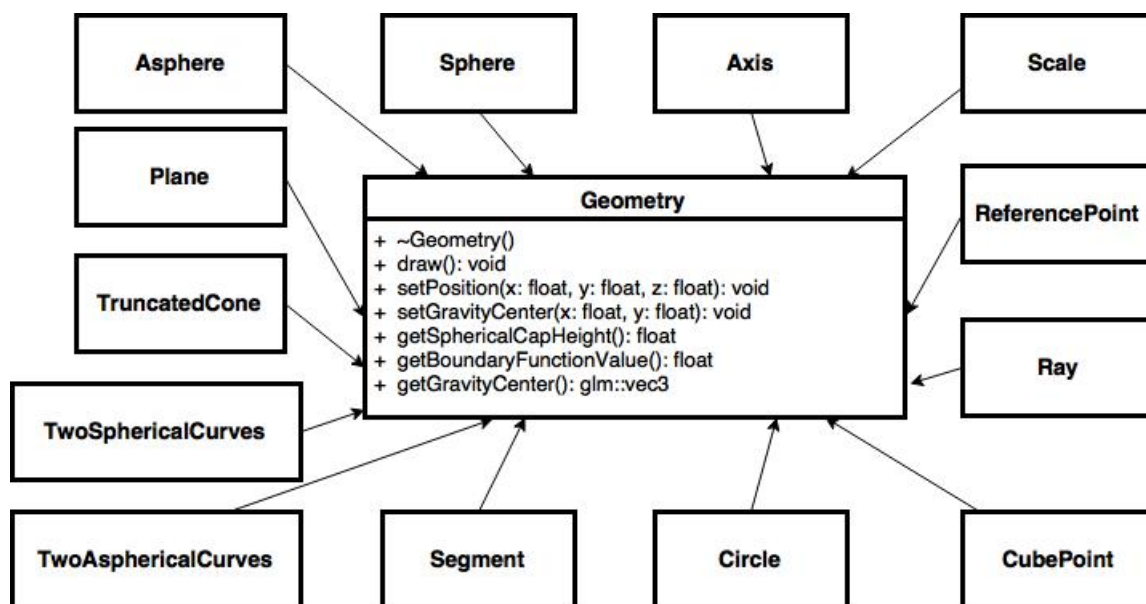 Asphere
Sphere
Axis
Scale
Plane
Geometry
ReferencePoint
+ ~Geometry()
+ draw(): void
+ setPosition(x: float, y: float, z: float): void
+ setGravityCenter(x: float, y: float): void
+ getSphericalCapHeight(): float
+ getBoundaryFunctionValue(): float
+ getGravityCenter(): glm::vec3
TruncatedCone
Ray
TwoSphericalCurves
TwoAsphericalCurves
Segment
Circle
CubePoint